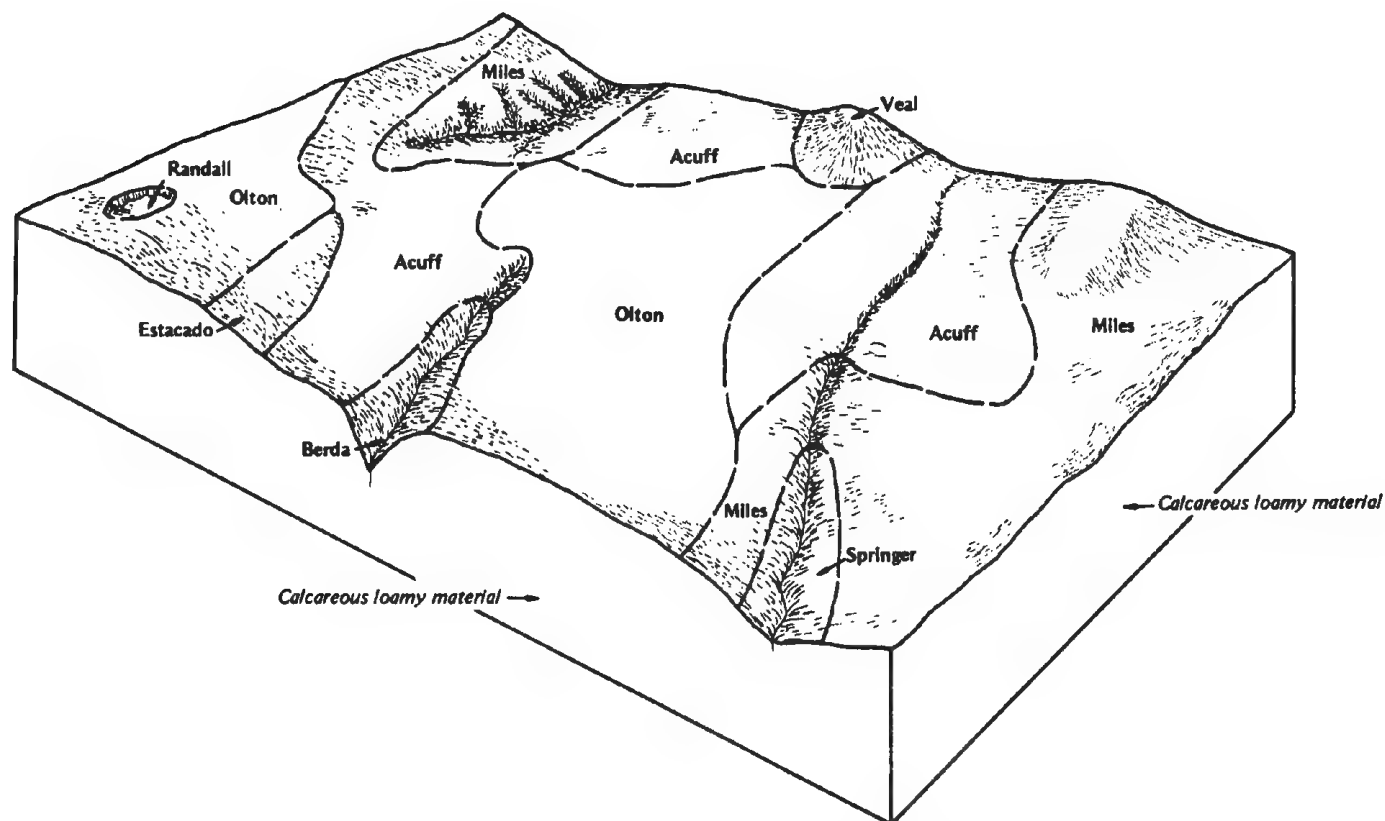 Miles
Veal
Acuff
Randall
Olton
Acuff
Olton
Estacado
Acuff
Miles
Berda
Calcareous loamy material
Miles
Springer
Calcareous loamy material